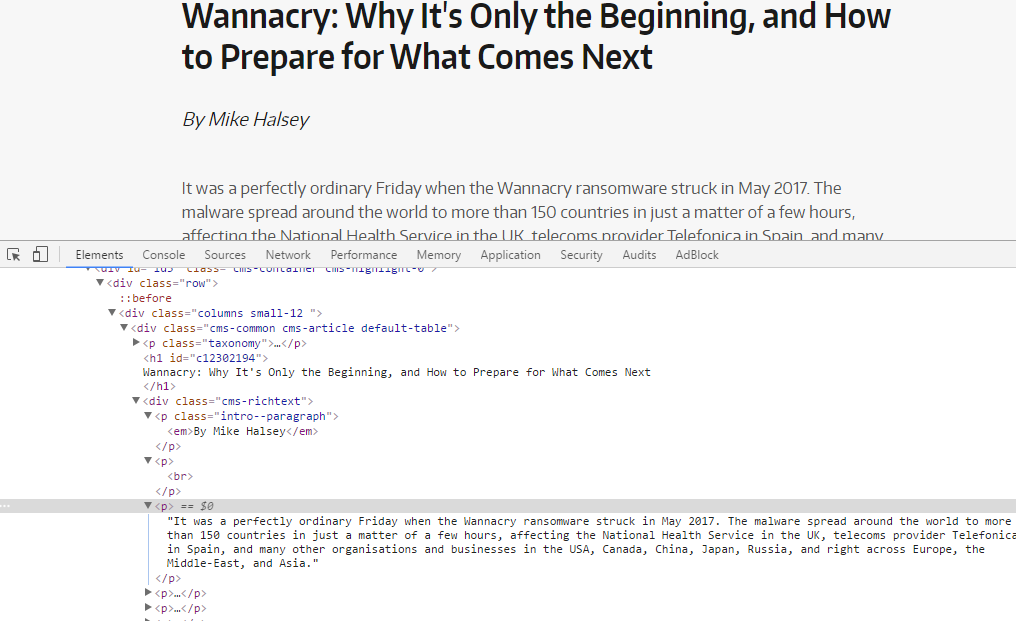 Wannacry: Why It's Only the Beginning, and How
to Prepare for What Comes Next
By Mike Halsey
It was a perfectly ordinary Friday when the Wannacry ransomware struck in May 2017. The
malware spread around the world to more than 150 countries in just a matter of a few hours,
affecting the National Health Service in the UK, telecoms provider Telefonica in Spain, and many
Elements Console Sources Network Performance Memory Application Security Audits AdBlock
<div id="id5" class="cms-container cms-highlight-0">
▼<div class="row">
::before
▼<div class="columns small-12 ">
▼<div class="cms-common cms-article default-table">
▶<p class="taxonomy">…</p>
<h1 id="c12302194">
Wannacry: Why It's Only the Beginning, and How to Prepare for What Comes Next
</h1>
▼<div class="cms-richtext">
▼<p class="intro--paragraph">
<em>By Mike Halsey</em>
</p>
▼<p>
<br>
</p>
…▼<p> == $0
"It was a perfectly ordinary Friday when the Wannacry ransomware struck in May 2017. The malware spread around the world to more
than 150 countries in just a matter of a few hours, affecting the National Health Service in the UK, telecoms provider Telefonica
in Spain, and many other organisations and businesses in the USA, Canada, China, Japan, Russia, and right across Europe, the
Middle-East, and Asia."
</p>
▶<p>…</p>
▶<p>…</p>